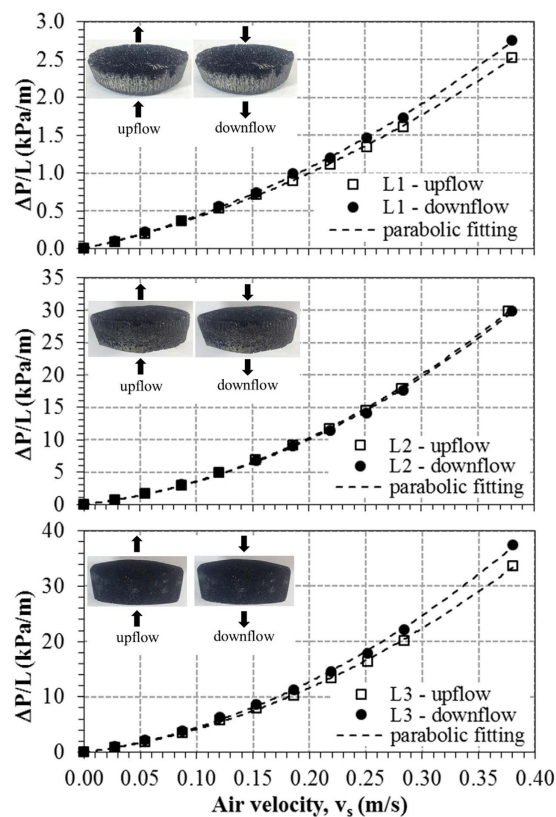 3.0
2.5
2.0
1.5
1.0
0.5
0.0
ΔP/L (kPa/m)
upflow
downflow
L1 - upflow
L1 - downflow
parabolic fitting
35
30
25
20
15
10
5
0
ΔP/L (kPa/m)
upflow
downflow
L2 - upflow
L2 - downflow
parabolic fitting
40
30
20
10
0
ΔP/L (kPa/m)
upflow
downflow
L3 - upflow
L3 - downflow
parabolic fitting
0.00 0.05 0.10 0.15 0.20 0.25 0.30 0.35 0.40
Air velocity, vₛ (m/s)